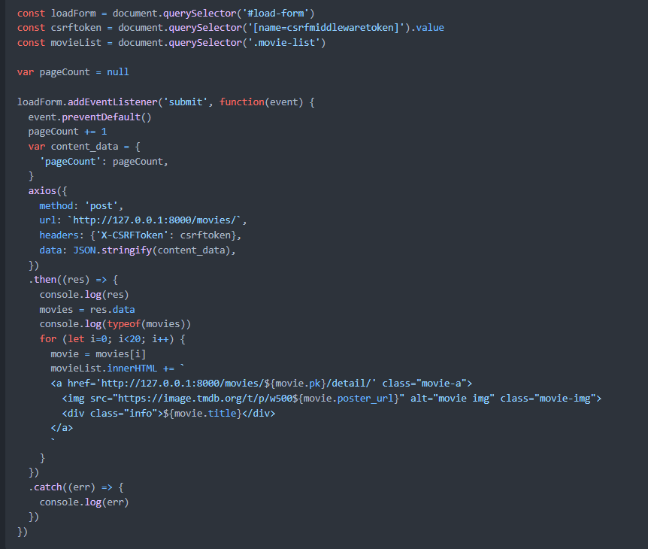 const loadForm = document.querySelector('#load-form')
const csrftoken = document.querySelector('[name=csrfmiddlewaretoken]').value
const movieList = document.querySelector('.movie-list')

var pageCount = null

loadForm.addEventListener('submit', function(event) {
  event.preventDefault()
  pageCount += 1
  var content_data = {
    'pageCount': pageCount,
  }
  axios({
    method: 'post',
    url: `http://127.0.0.1:8000/movies/`,
    headers: {'X-CSRFToken': csrftoken},
    data: JSON.stringify(content_data),
  })
  .then((res) => {
    console.log(res)
    movies = res.data
    console.log(typeof(movies))
    for (let i=0; i<20; i++) {
      movie = movies[i]
      movieList.innerHTML += `
      <a href='http://127.0.0.1:8000/movies/${movie.pk}/detail/' class="movie-a">
        <img src="https://image.tmdb.org/t/p/w500${movie.poster_url}" alt="movie img" class="movie-img">
        <div class="info">${movie.title}</div>
      </a>
      `
    }
  })
  .catch((err) => {
    console.log(err)
  })
})